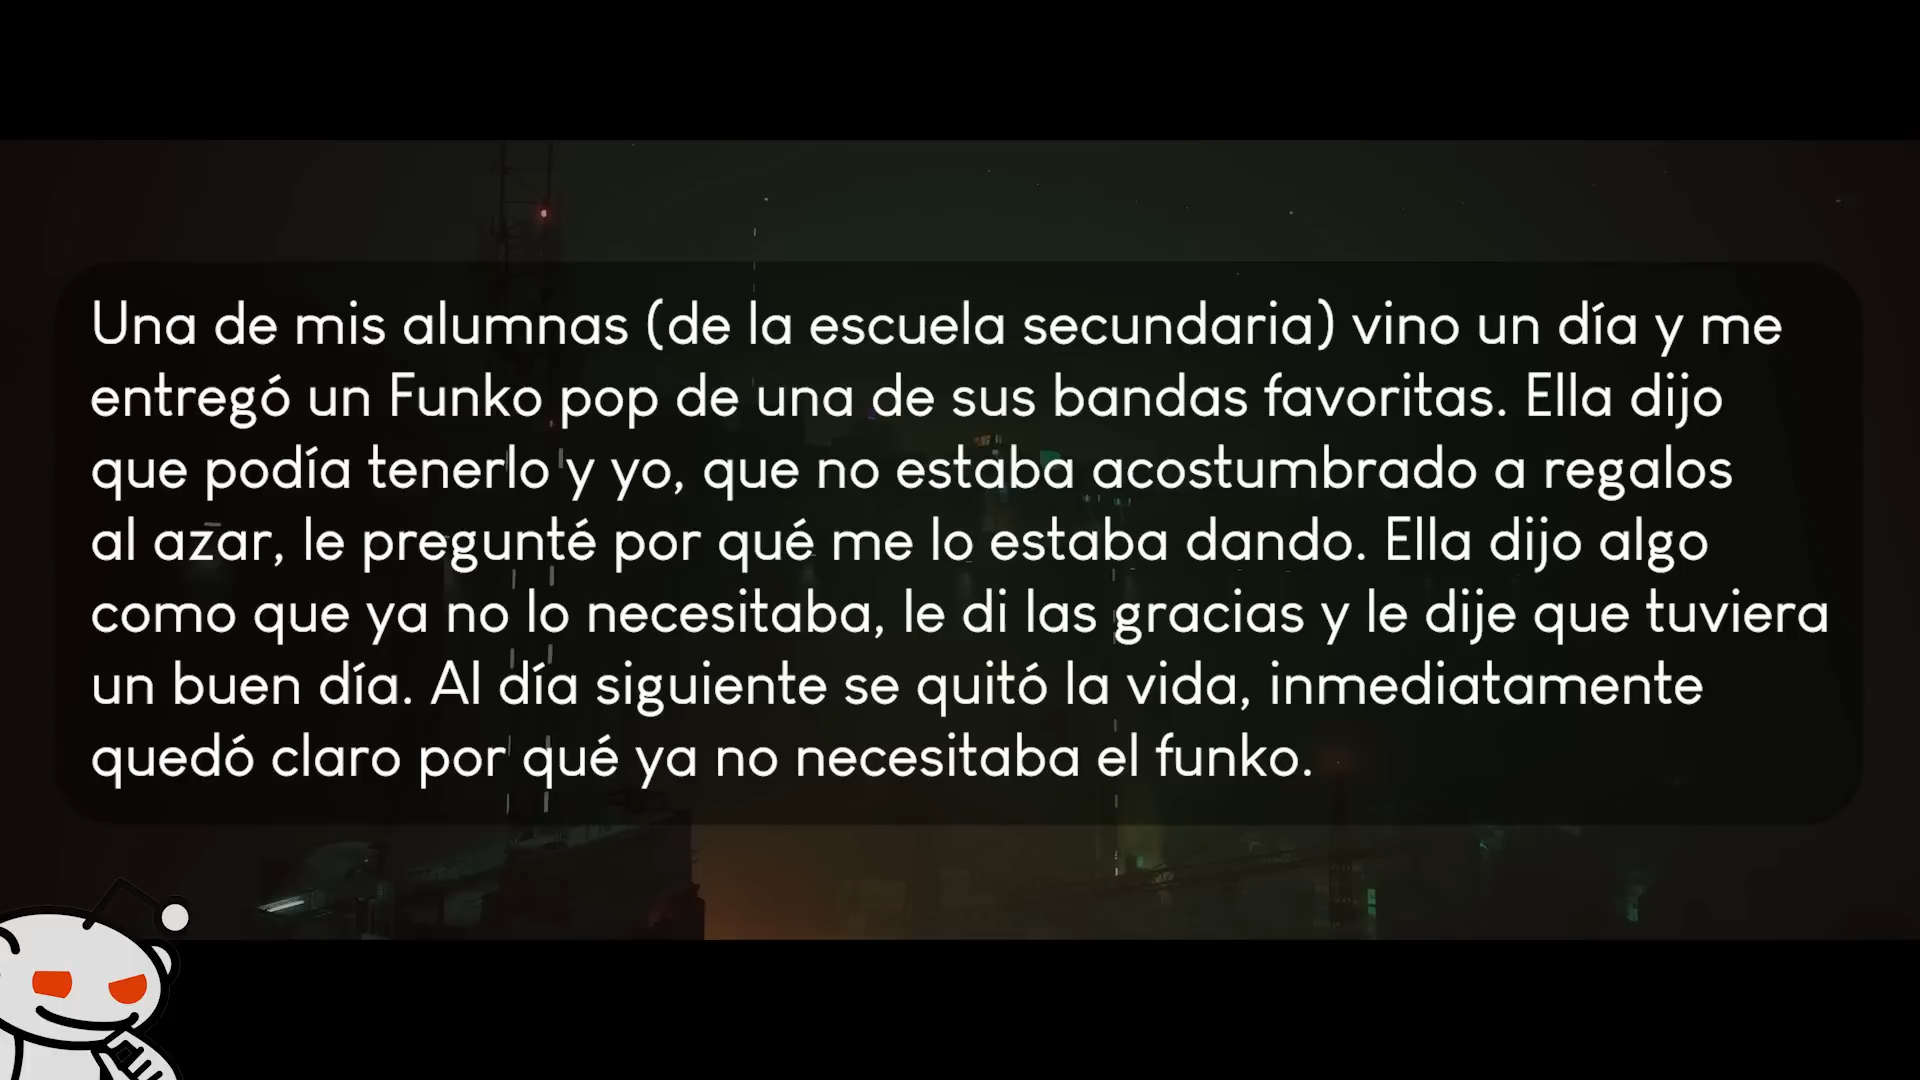 Una de mis alumnas (de la escuela secundaria) vino un día y me
entregó un Funko pop de una de sus bandas favoritas. Ella dijo
que podía tenerlo y yo, que no estaba acostumbrado a regalos
al azar, le pregunté por qué me lo estaba dando. Ella dijo algo
como que ya no lo necesitaba, le di las gracias y le dije que tuviera
un buen día. Al día siguiente se quitó la vida, inmediatamente
quedó claro por qué ya no necesitaba el funko.